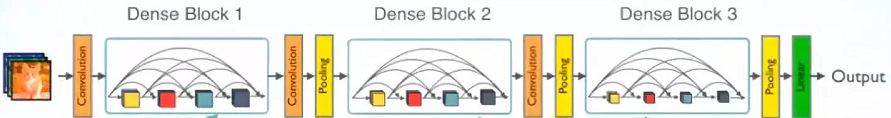 Dense Block 1
Dense Block 2
Dense Block 3
Convolution
Convolution
Pooling
Convolution
Pooling
Pooling
Linear
Output